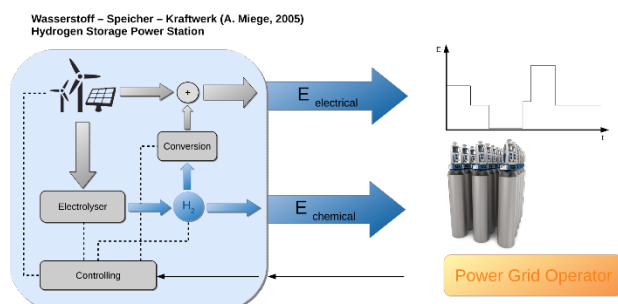 Wasserstoff – Speicher – Kraftwerk (A. Miege, 2005)
Hydrogen Storage Power Station
+
E electrical
E
t
Conversion
Electrolyser
H2
E chemical
Controlling
Power Grid Operator